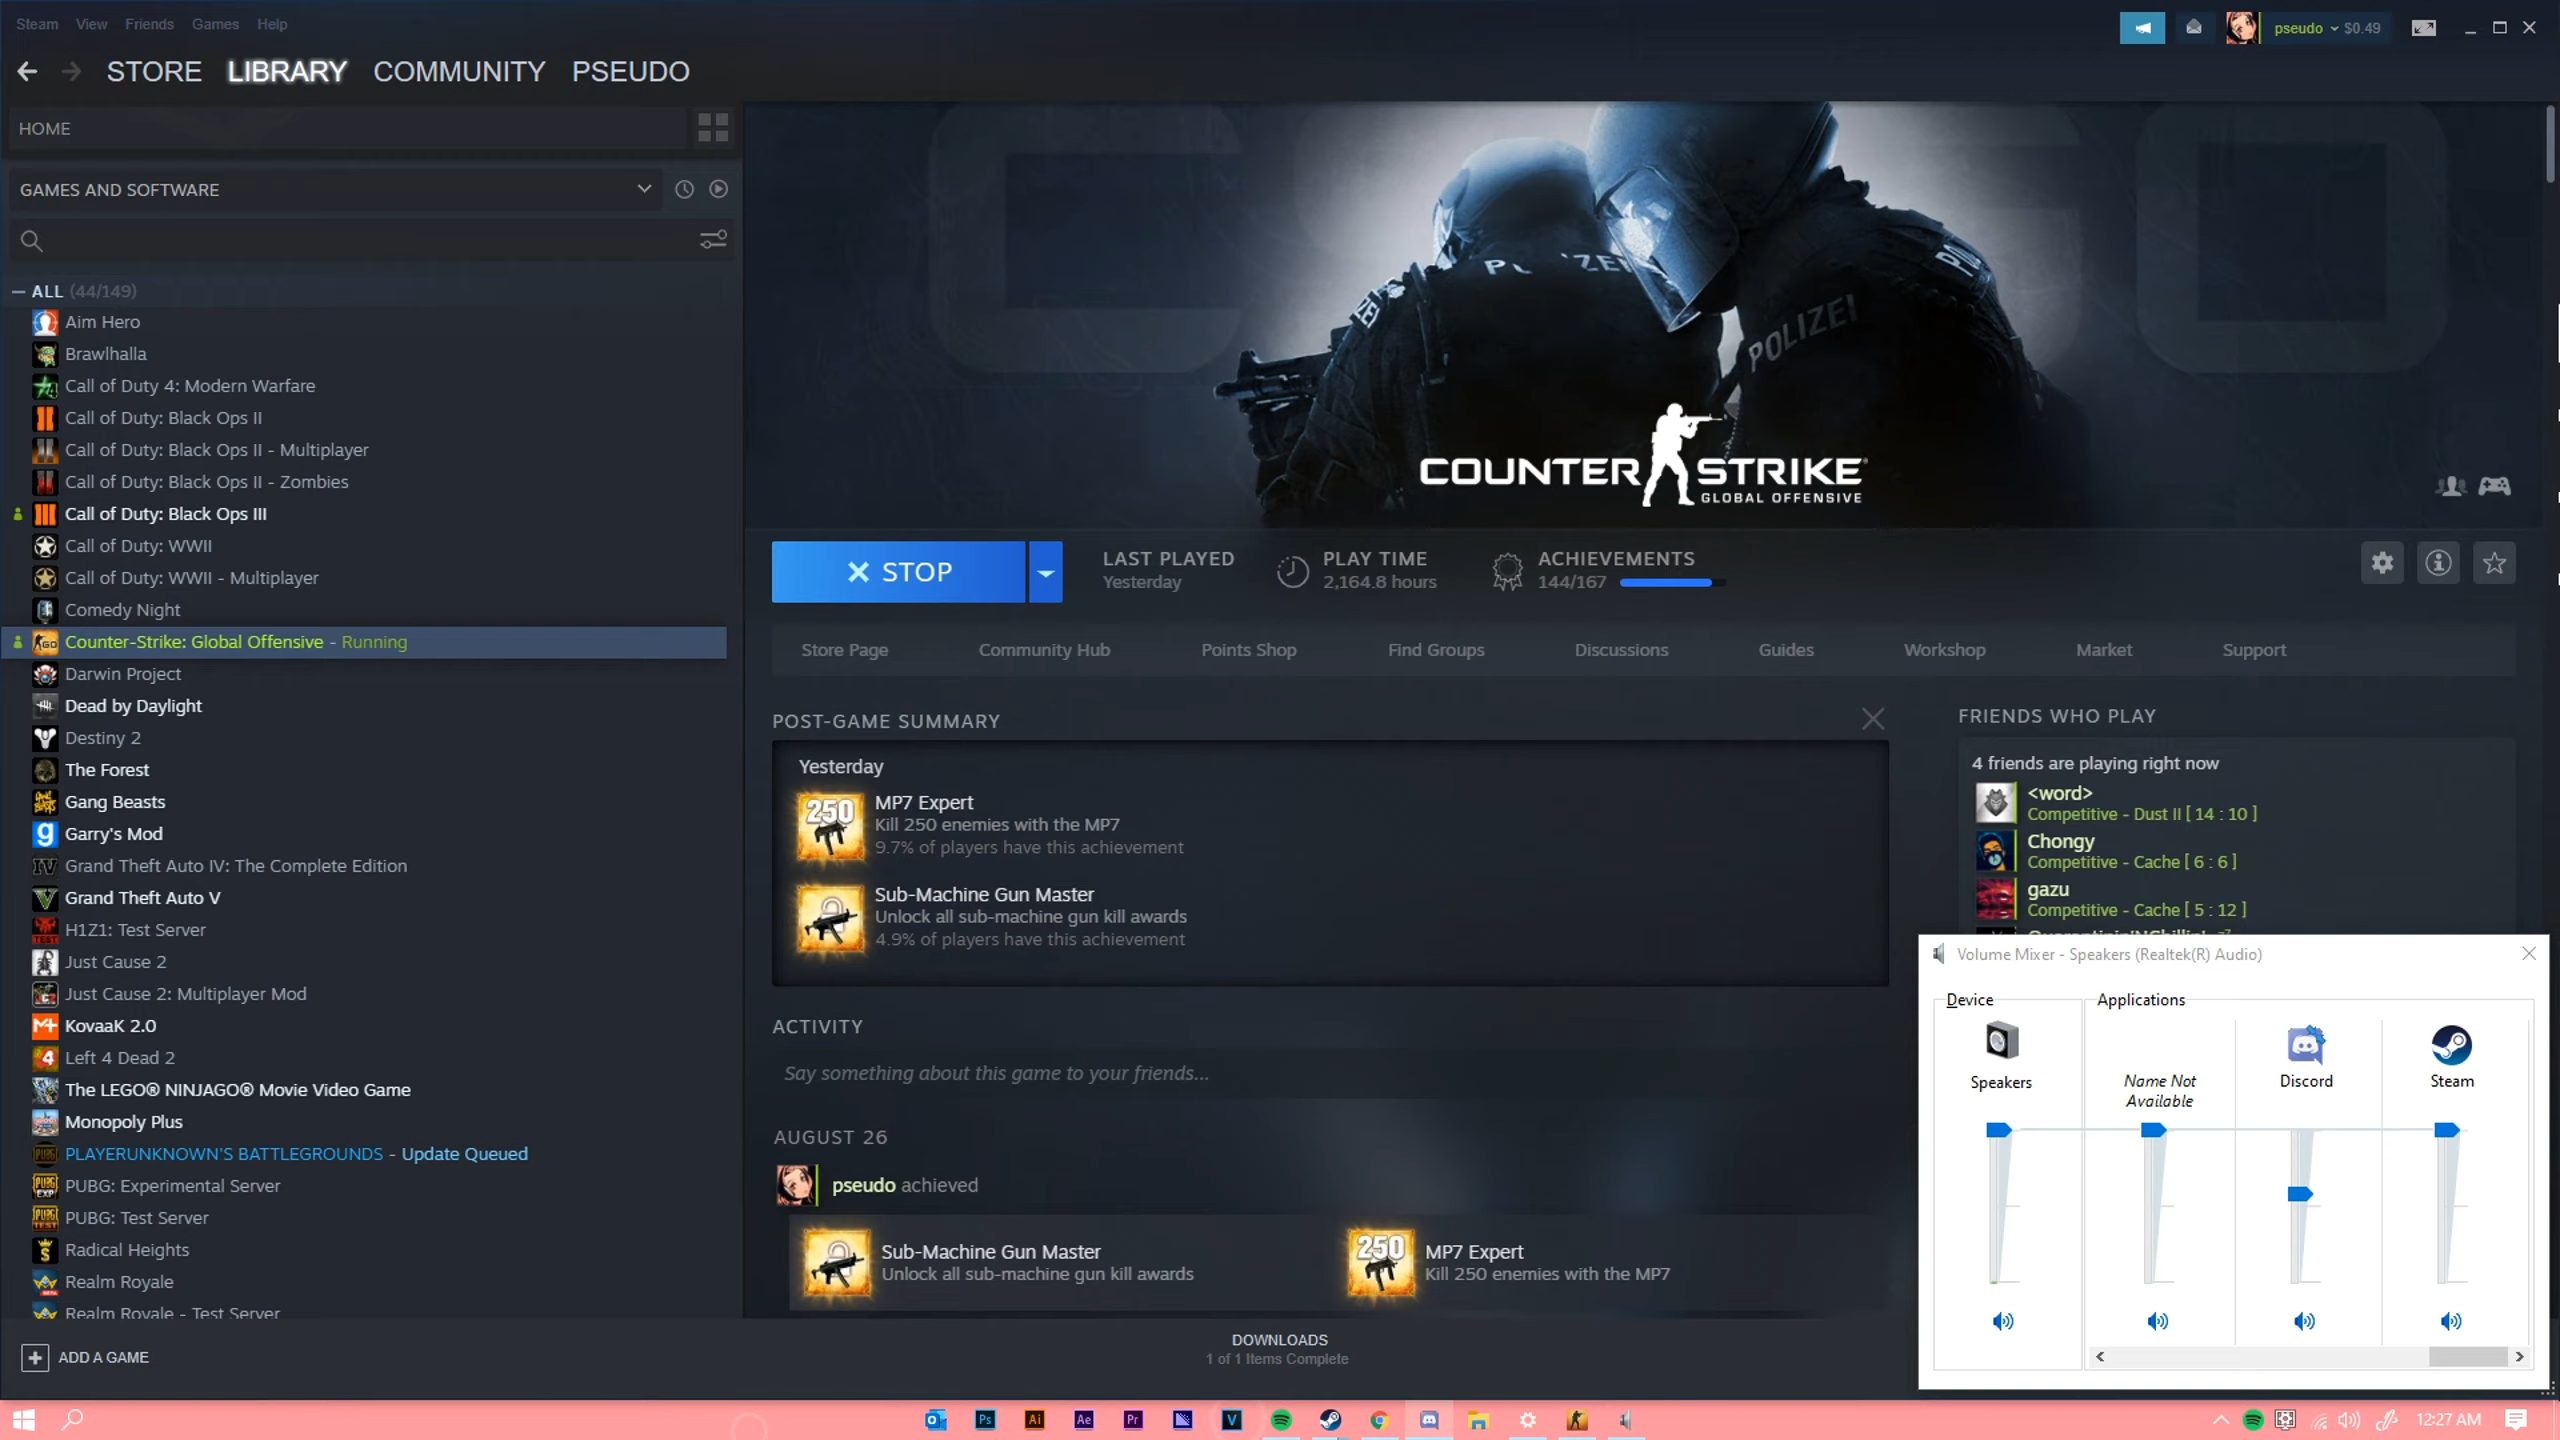 Steam View Friends Games Help
pseudo $0.49
STORE LIBRARY COMMUNITY PSEUDO
HOME
GAMES AND SOFTWARE
ALL (44/149)
Aim Hero
Brawlhalla
Call of Duty 4: Modern Warfare
Call of Duty: Black Ops II
Call of Duty: Black Ops II - Multiplayer
Call of Duty: Black Ops II - Zombies
Call of Duty: Black Ops III
Call of Duty: WWII
Call of Duty: WWII - Multiplayer
Comedy Night
Counter-Strike: Global Offensive - Running
Darwin Project
Dead by Daylight
Destiny 2
The Forest
Gang Beasts
Garry's Mod
Grand Theft Auto IV: The Complete Edition
Grand Theft Auto V
H1Z1: Test Server
Just Cause 2
Just Cause 2: Multiplayer Mod
KovaaK 2.0
Left 4 Dead 2
The LEGO® NINJAGO® Movie Video Game
Monopoly Plus
PLAYERUNKNOWN'S BATTLEGROUNDS - Update Queued
PUBG: Experimental Server
PUBG: Test Server
Radical Heights
Realm Royale
Realm Royale - Test Server
ADD A GAME
POLIZEI
COUNTER STRIKE
GLOBAL OFFENSIVE
STOP
LAST PLAYED
Yesterday
PLAY TIME
2,164.8 hours
ACHIEVEMENTS
144/167
Store Page Community Hub Points Shop Find Groups Discussions Guides Workshop Market Support
POST-GAME SUMMARY
Yesterday
250
MP7 Expert
Kill 250 enemies with the MP7
9.7% of players have this achievement
Sub-Machine Gun Master
Unlock all sub-machine gun kill awards
4.9% of players have this achievement
ACTIVITY
Say something about this game to your friends...
AUGUST 26
pseudo achieved
Sub-Machine Gun Master
Unlock all sub-machine gun kill awards
250
MP7 Expert
Kill 250 enemies with the MP7
FRIENDS WHO PLAY
4 friends are playing right now
<word>
Competitive - Dust II [ 14 : 10 ]
Chongy
Competitive - Cache [ 6 : 6 ]
gazu
Competitive - Cache [ 5 : 12 ]
Volume Mixer - Speakers (Realtek(R) Audio)
Device
Applications
Speakers
Name Not
Available
Discord
Steam
DOWNLOADS
1 of 1 Items Complete
Ps Ai Ae Pr V
12:27 AM